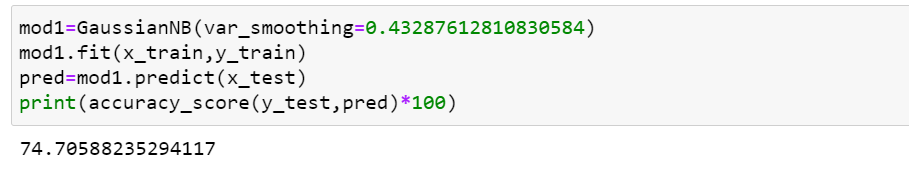 mod1=GaussianNB(var_smoothing=0.43287612810830584)
mod1.fit(x_train,y_train)
pred=mod1.predict(x_test)
print(accuracy_score(y_test,pred)*100)
74.70588235294117